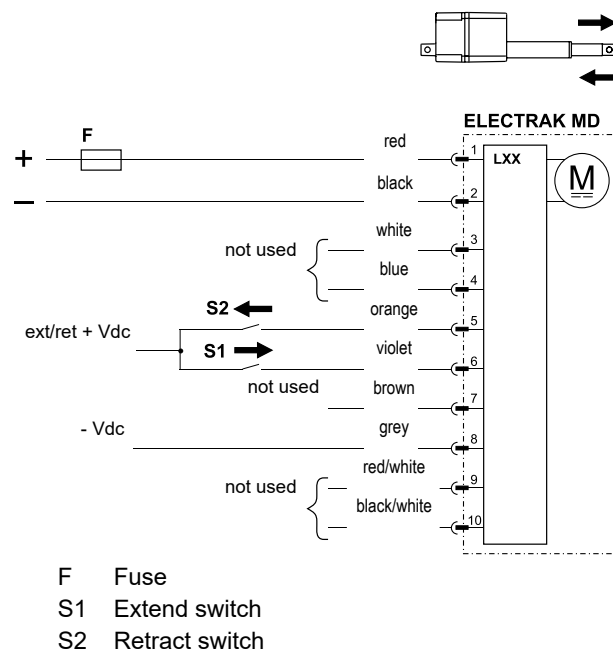 ELECTRAK MD
F
+
red
1
LXX
M
–
black
2
white
3
not used
blue
4
S2
orange
5
ext/ret + Vdc
S1
violet
6
not used
brown
7
- Vdc
grey
8
red/white
9
not used
black/white
10
F Fuse
S1 Extend switch
S2 Retract switch